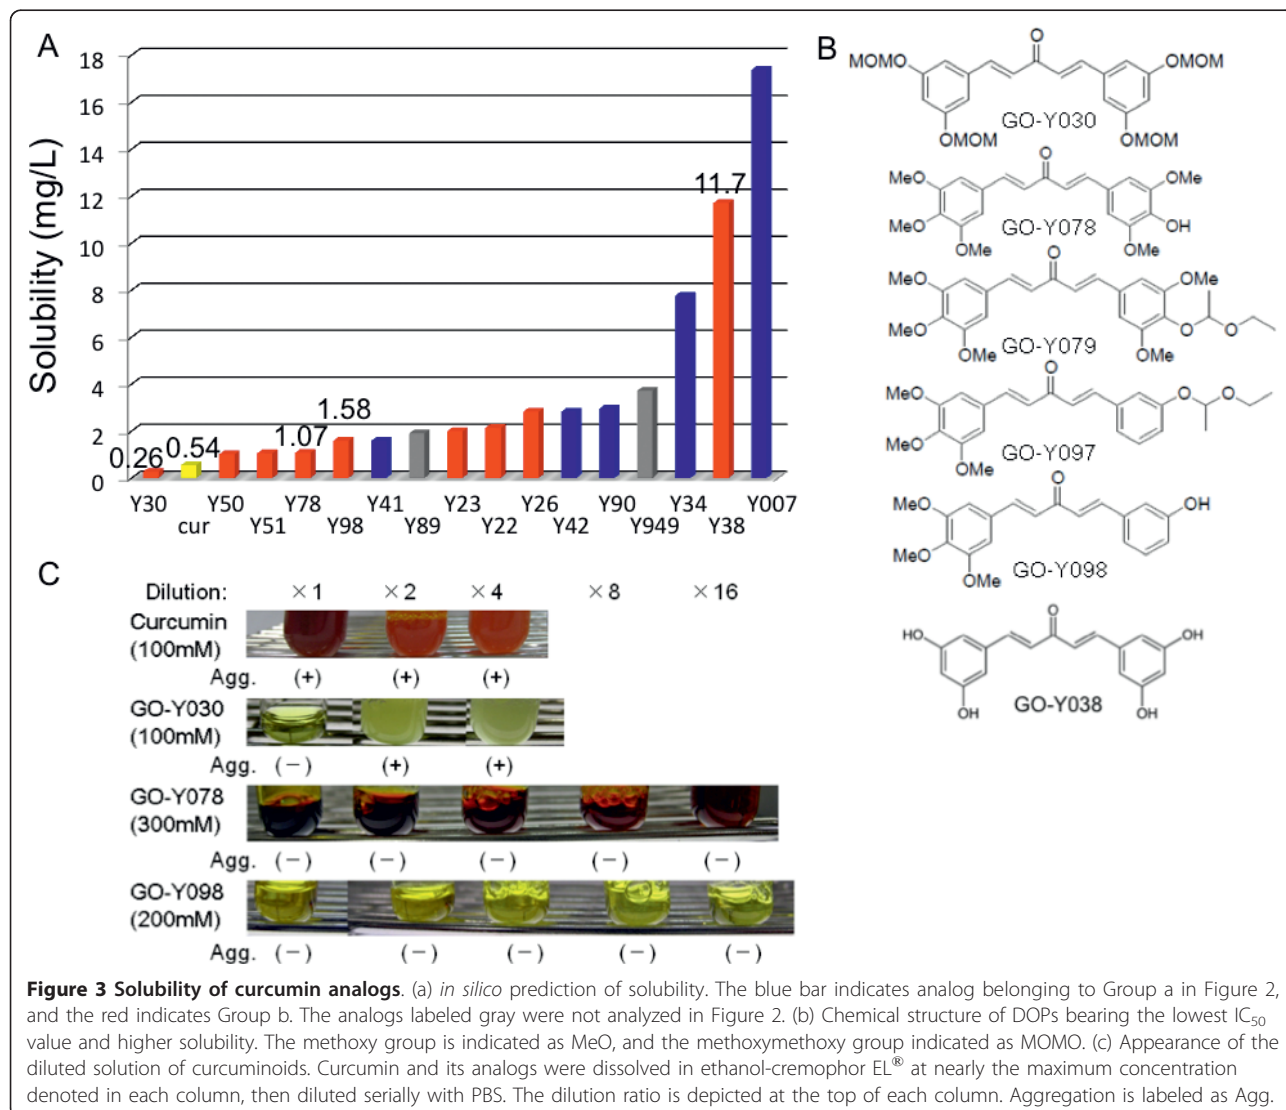 A
Solubility (mg/L)
18
16
14
12
10
8
6
4
2
0
0.26
0.54
1.07
1.58
11.7
Y30 Y50 Y78 Y41 Y23 Y26 Y90 Y34 Y007
cur Y51 Y98 Y89 Y22 Y42 Y949 Y38
B
O
MOMO OMOM
GO-Y030
OMOM OMOM
O
MeO OMe
MeO GO-Y078 OH
OMe OMe
O
MeO OMe
MeO GO-Y079 O O
OMe OMe
O
MeO O O
MeO GO-Y097
OMe
O
MeO OH
MeO GO-Y098
OMe
O
HO OH
GO-Y038
OH OH
C
Dilution: ×1 ×2 ×4 ×8 ×16
Curcumin
(100mM)
Agg. (+) (+) (+)
GO-Y030
(100mM)
Agg. (−) (+) (+)
GO-Y078
(300mM)
Agg. (−) (−) (−) (−) (−)
GO-Y098
(200mM)
Agg. (−) (−) (−) (−) (−)
Figure 3 Solubility of curcumin analogs. (a) in silico prediction of solubility. The blue bar indicates analog belonging to Group a in Figure 2,
and the red indicates Group b. The analogs labeled gray were not analyzed in Figure 2. (b) Chemical structure of DOPs bearing the lowest IC50
value and higher solubility. The methoxy group is indicated as MeO, and the methoxymethoxy group indicated as MOMO. (c) Appearance of the
diluted solution of curcuminoids. Curcumin and its analogs were dissolved in ethanol-cremophor EL® at nearly the maximum concentration
denoted in each column, then diluted serially with PBS. The dilution ratio is depicted at the top of each column. Aggregation is labeled as Agg.